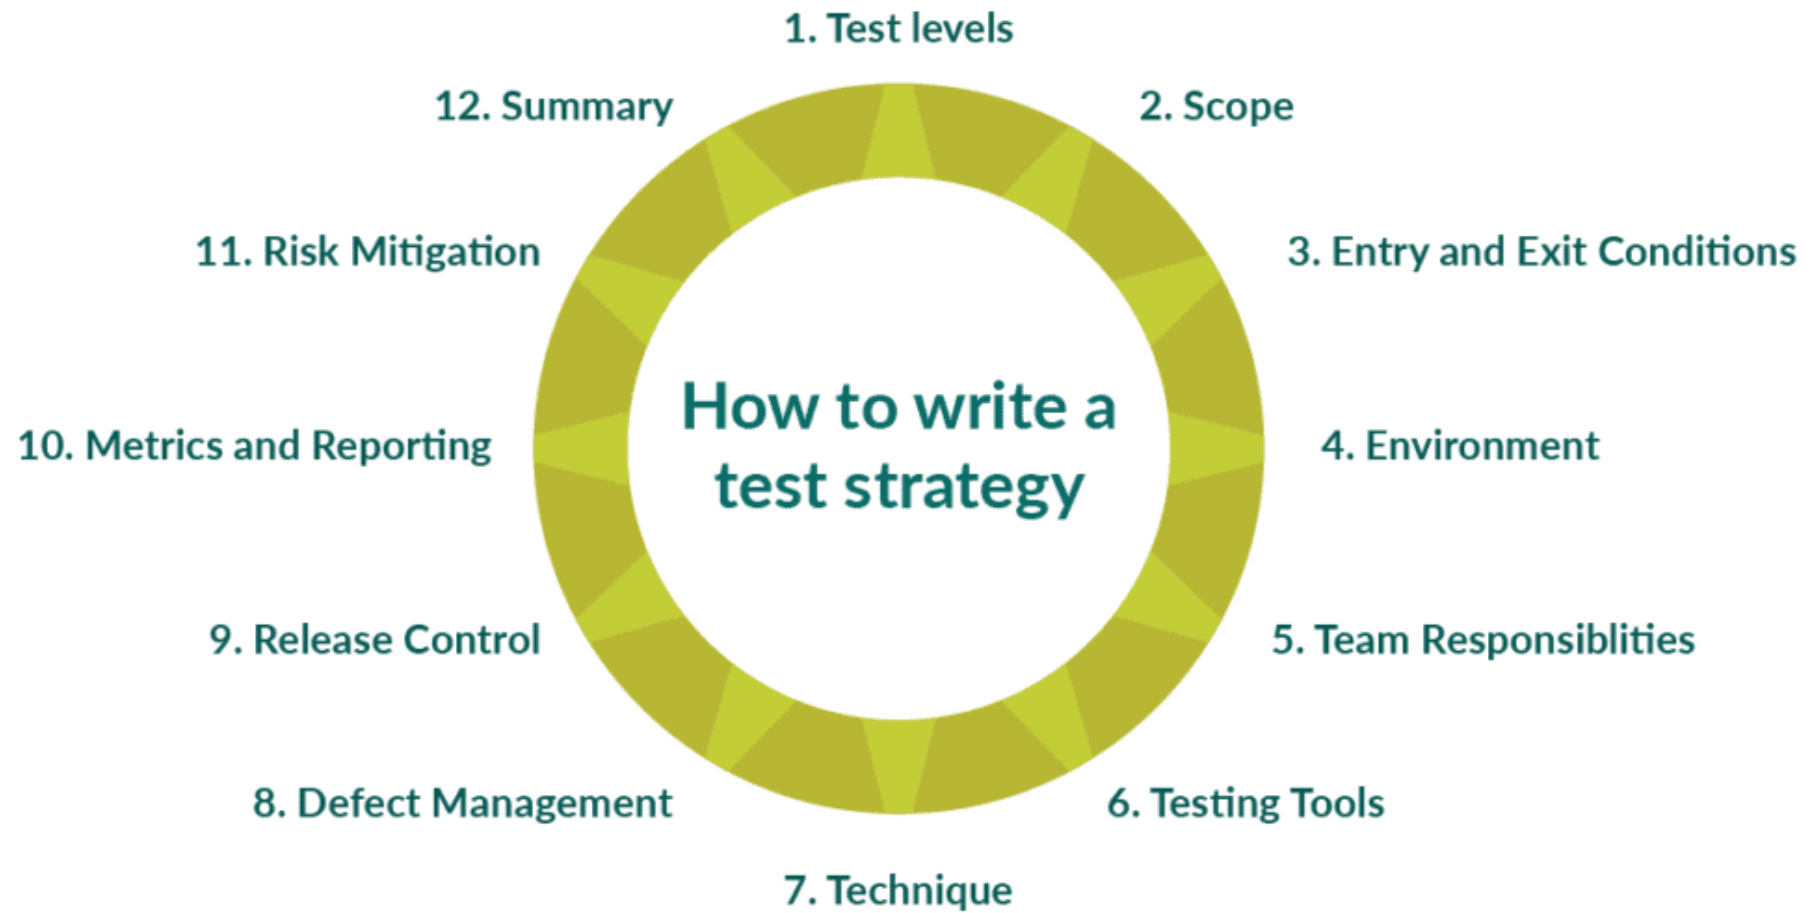 1. Test levels
2. Scope
3. Entry and Exit Conditions
4. Environment
5. Team Responsiblities
6. Testing Tools
7. Technique
8. Defect Management
9. Release Control
10. Metrics and Reporting
11. Risk Mitigation
12. Summary
How to write a
test strategy